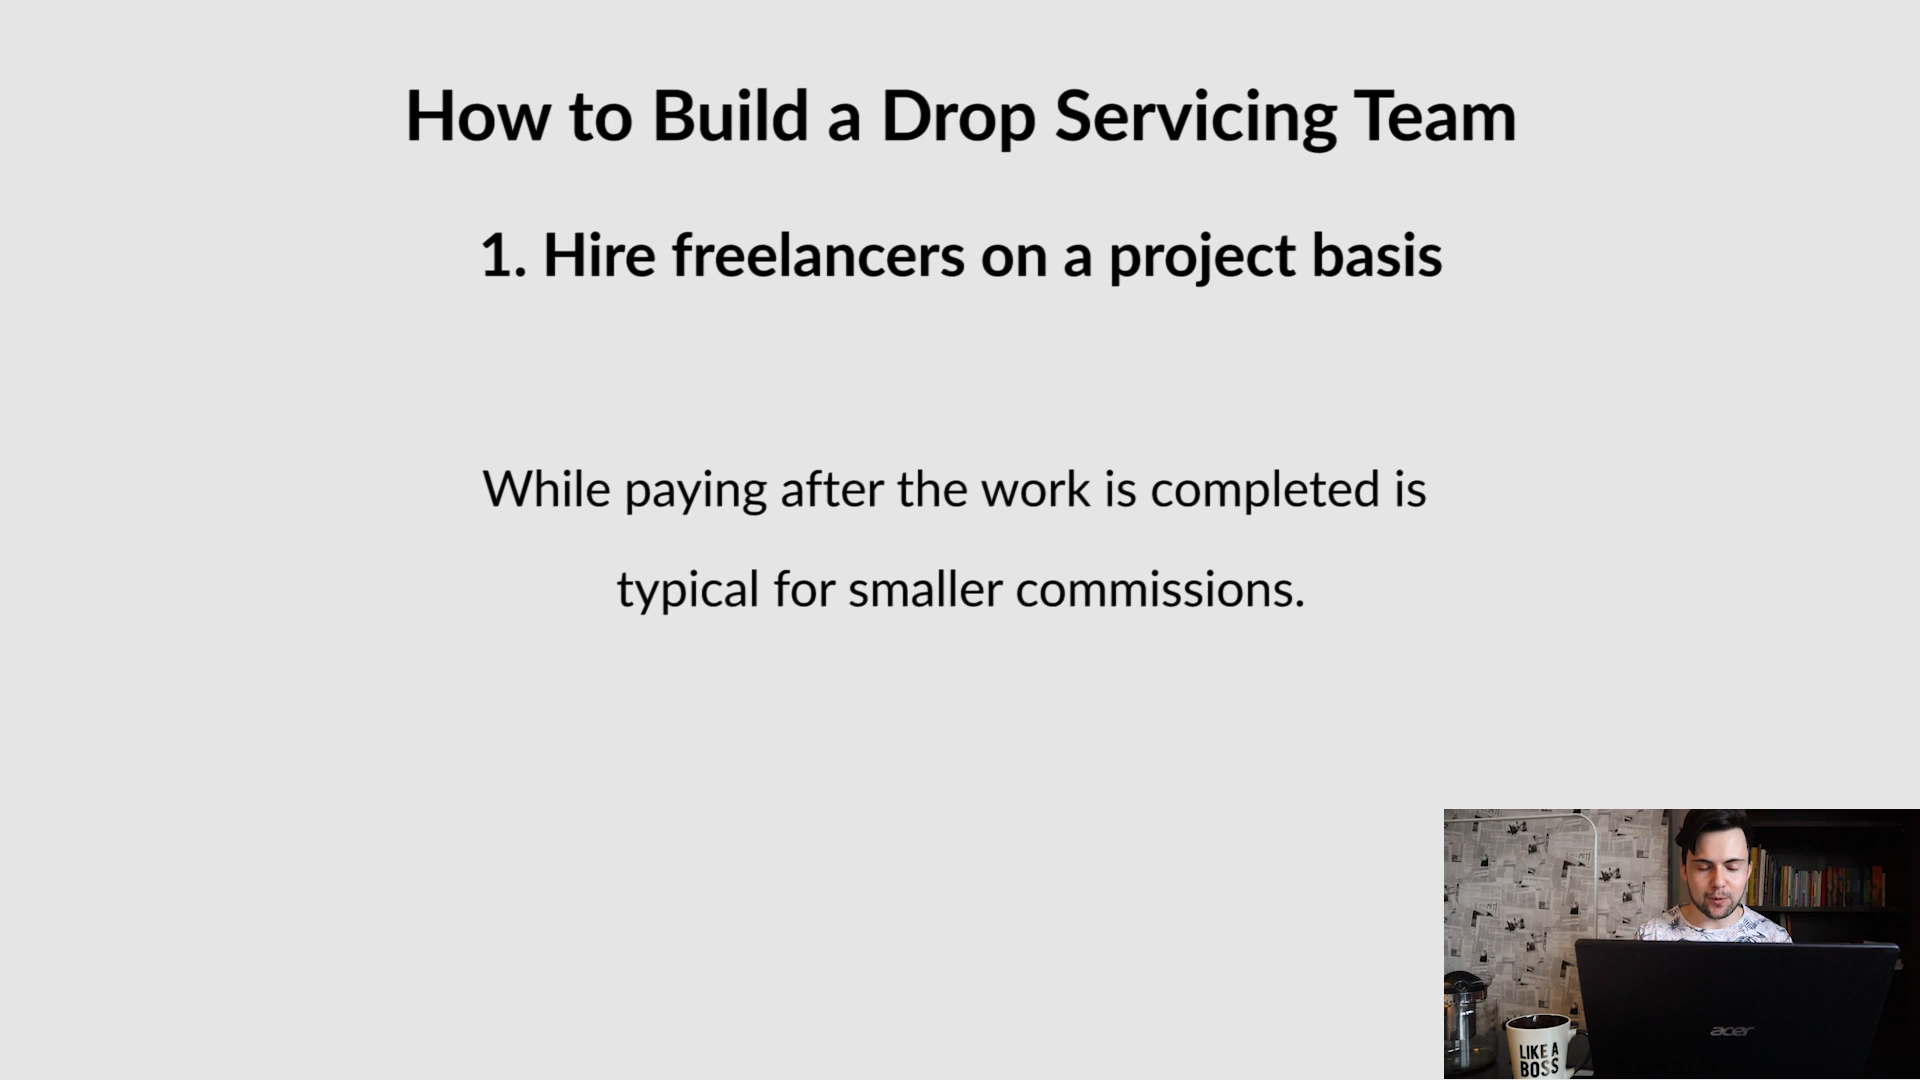 How to Build a Drop Servicing Team
1. Hire freelancers on a project basis
While paying after the work is completed is
typical for smaller commissions.
acer
LIKE A
BOSS